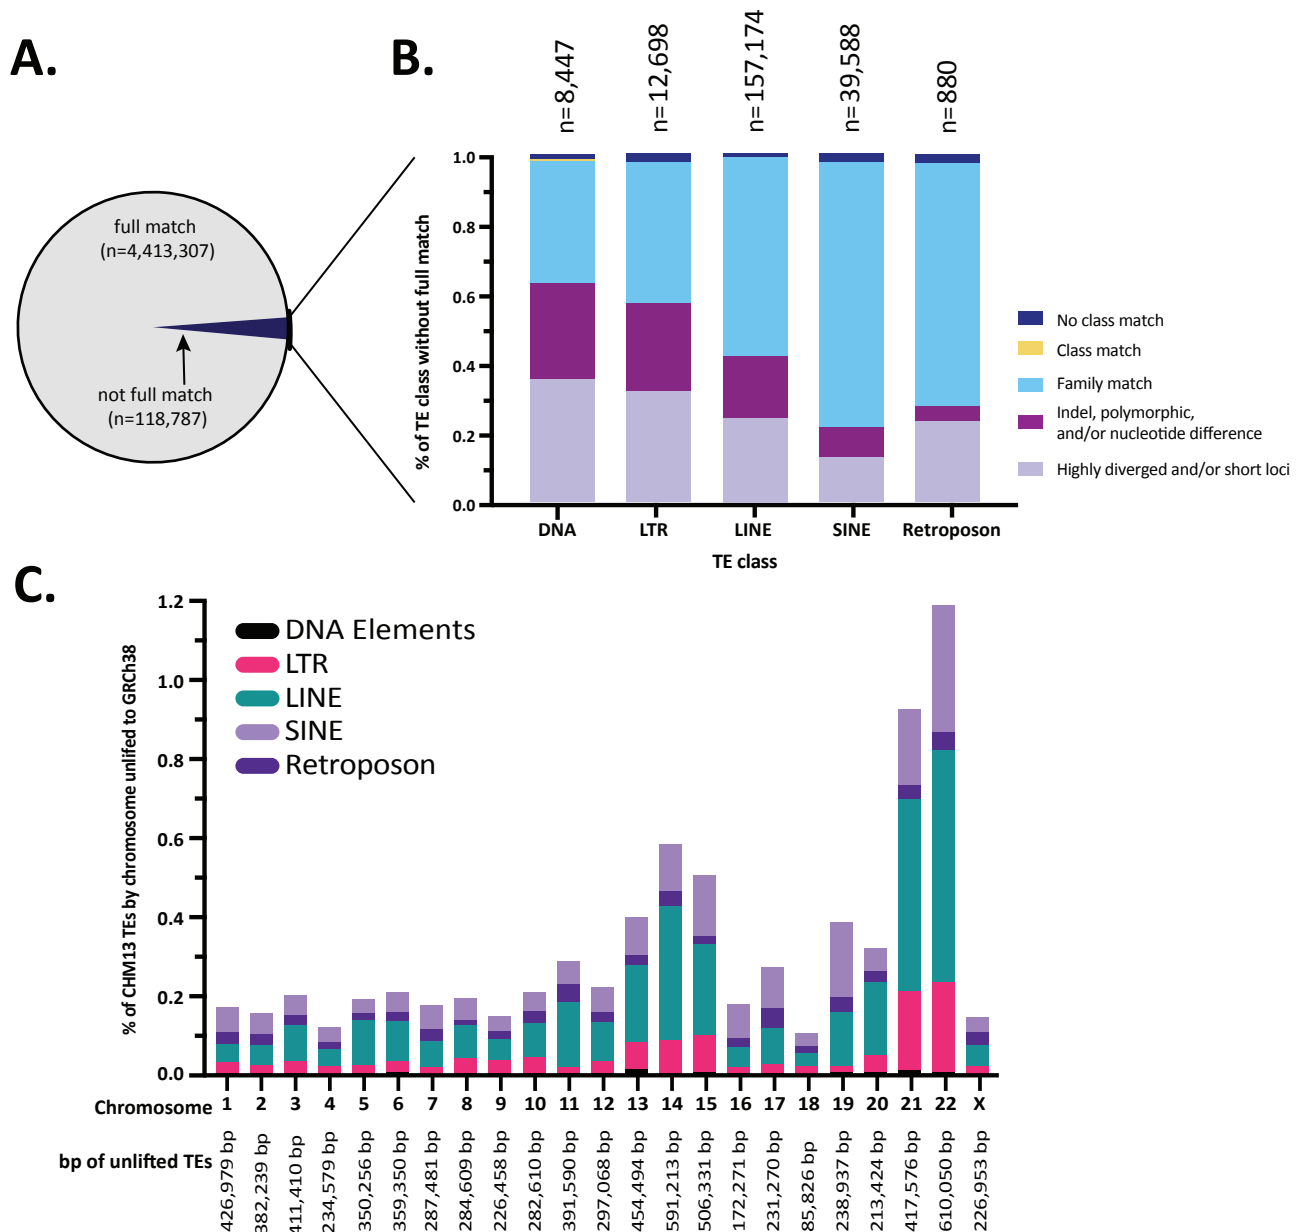 A.
full match
(n=4,413,307)
not full match
(n=118,787)
B.
n=8,447
n=12,698
n=157,174
n=39,588
n=880
% of TE class without full match
1.0
0.8
0.6
0.4
0.2
0.0
DNA
LTR
LINE
SINE
Retroposon
TE class
No class match
Class match
Family match
Indel, polymorphic,
and/or nucleotide difference
Highly diverged and/or short loci
C.
% of CHM13 TEs by chromosome unlifed to GRCh38
1.2
1.0
0.8
0.6
0.4
0.2
0.0
DNA Elements
LTR
LINE
SINE
Retroposon
Chromosome 1 2 3 4 5 6 7 8 9 10 11 12 13 14 15 16 17 18 19 20 21 22 X
bp of unlifted TEs
426,979 bp
382,239 bp
411,410 bp
234,579 bp
350,256 bp
359,350 bp
287,481 bp
284,609 bp
226,458 bp
282,610 bp
391,590 bp
297,068 bp
454,494 bp
591,213 bp
506,331 bp
172,271 bp
231,270 bp
85,826 bp
238,937 bp
213,424 bp
417,576 bp
610,050 bp
226,953 bp